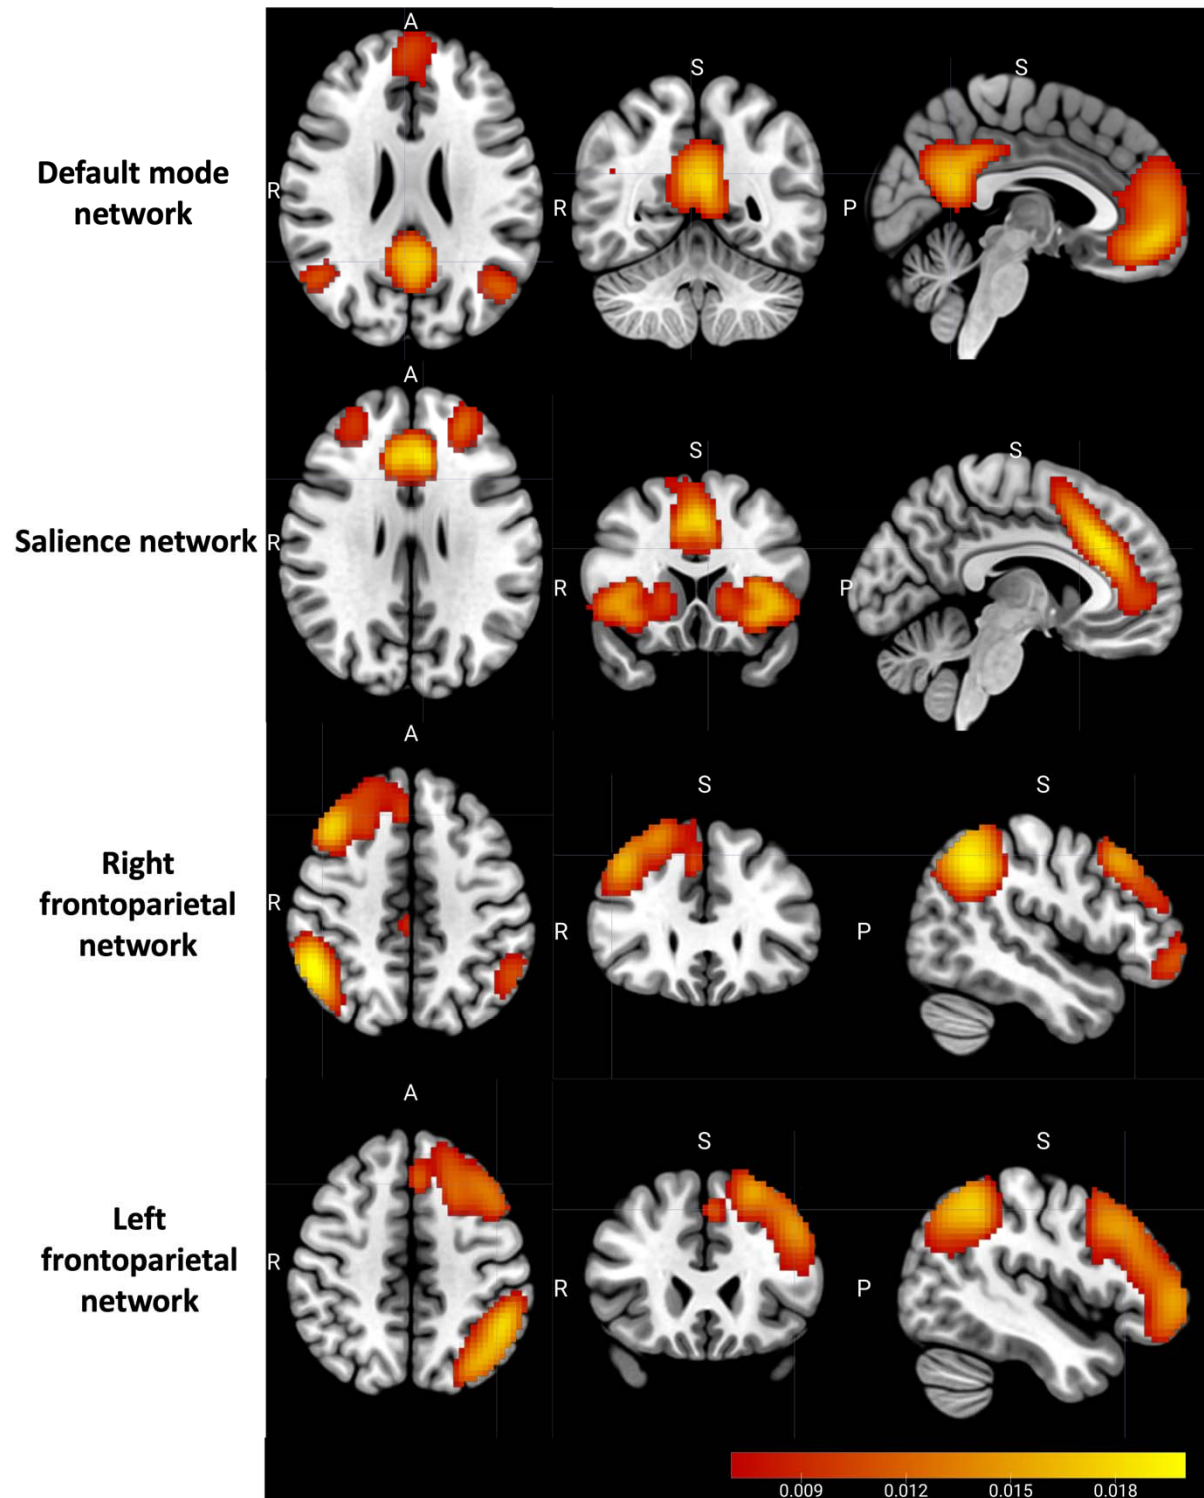 A
S
S
Default mode
network
R
R
P
A
S
S
Salience network
R
R
P
A
S
S
Right
frontoparietal
network
R
R
P
A
S
S
Left
frontoparietal
network
R
R
P
0.009 0.012 0.015 0.018